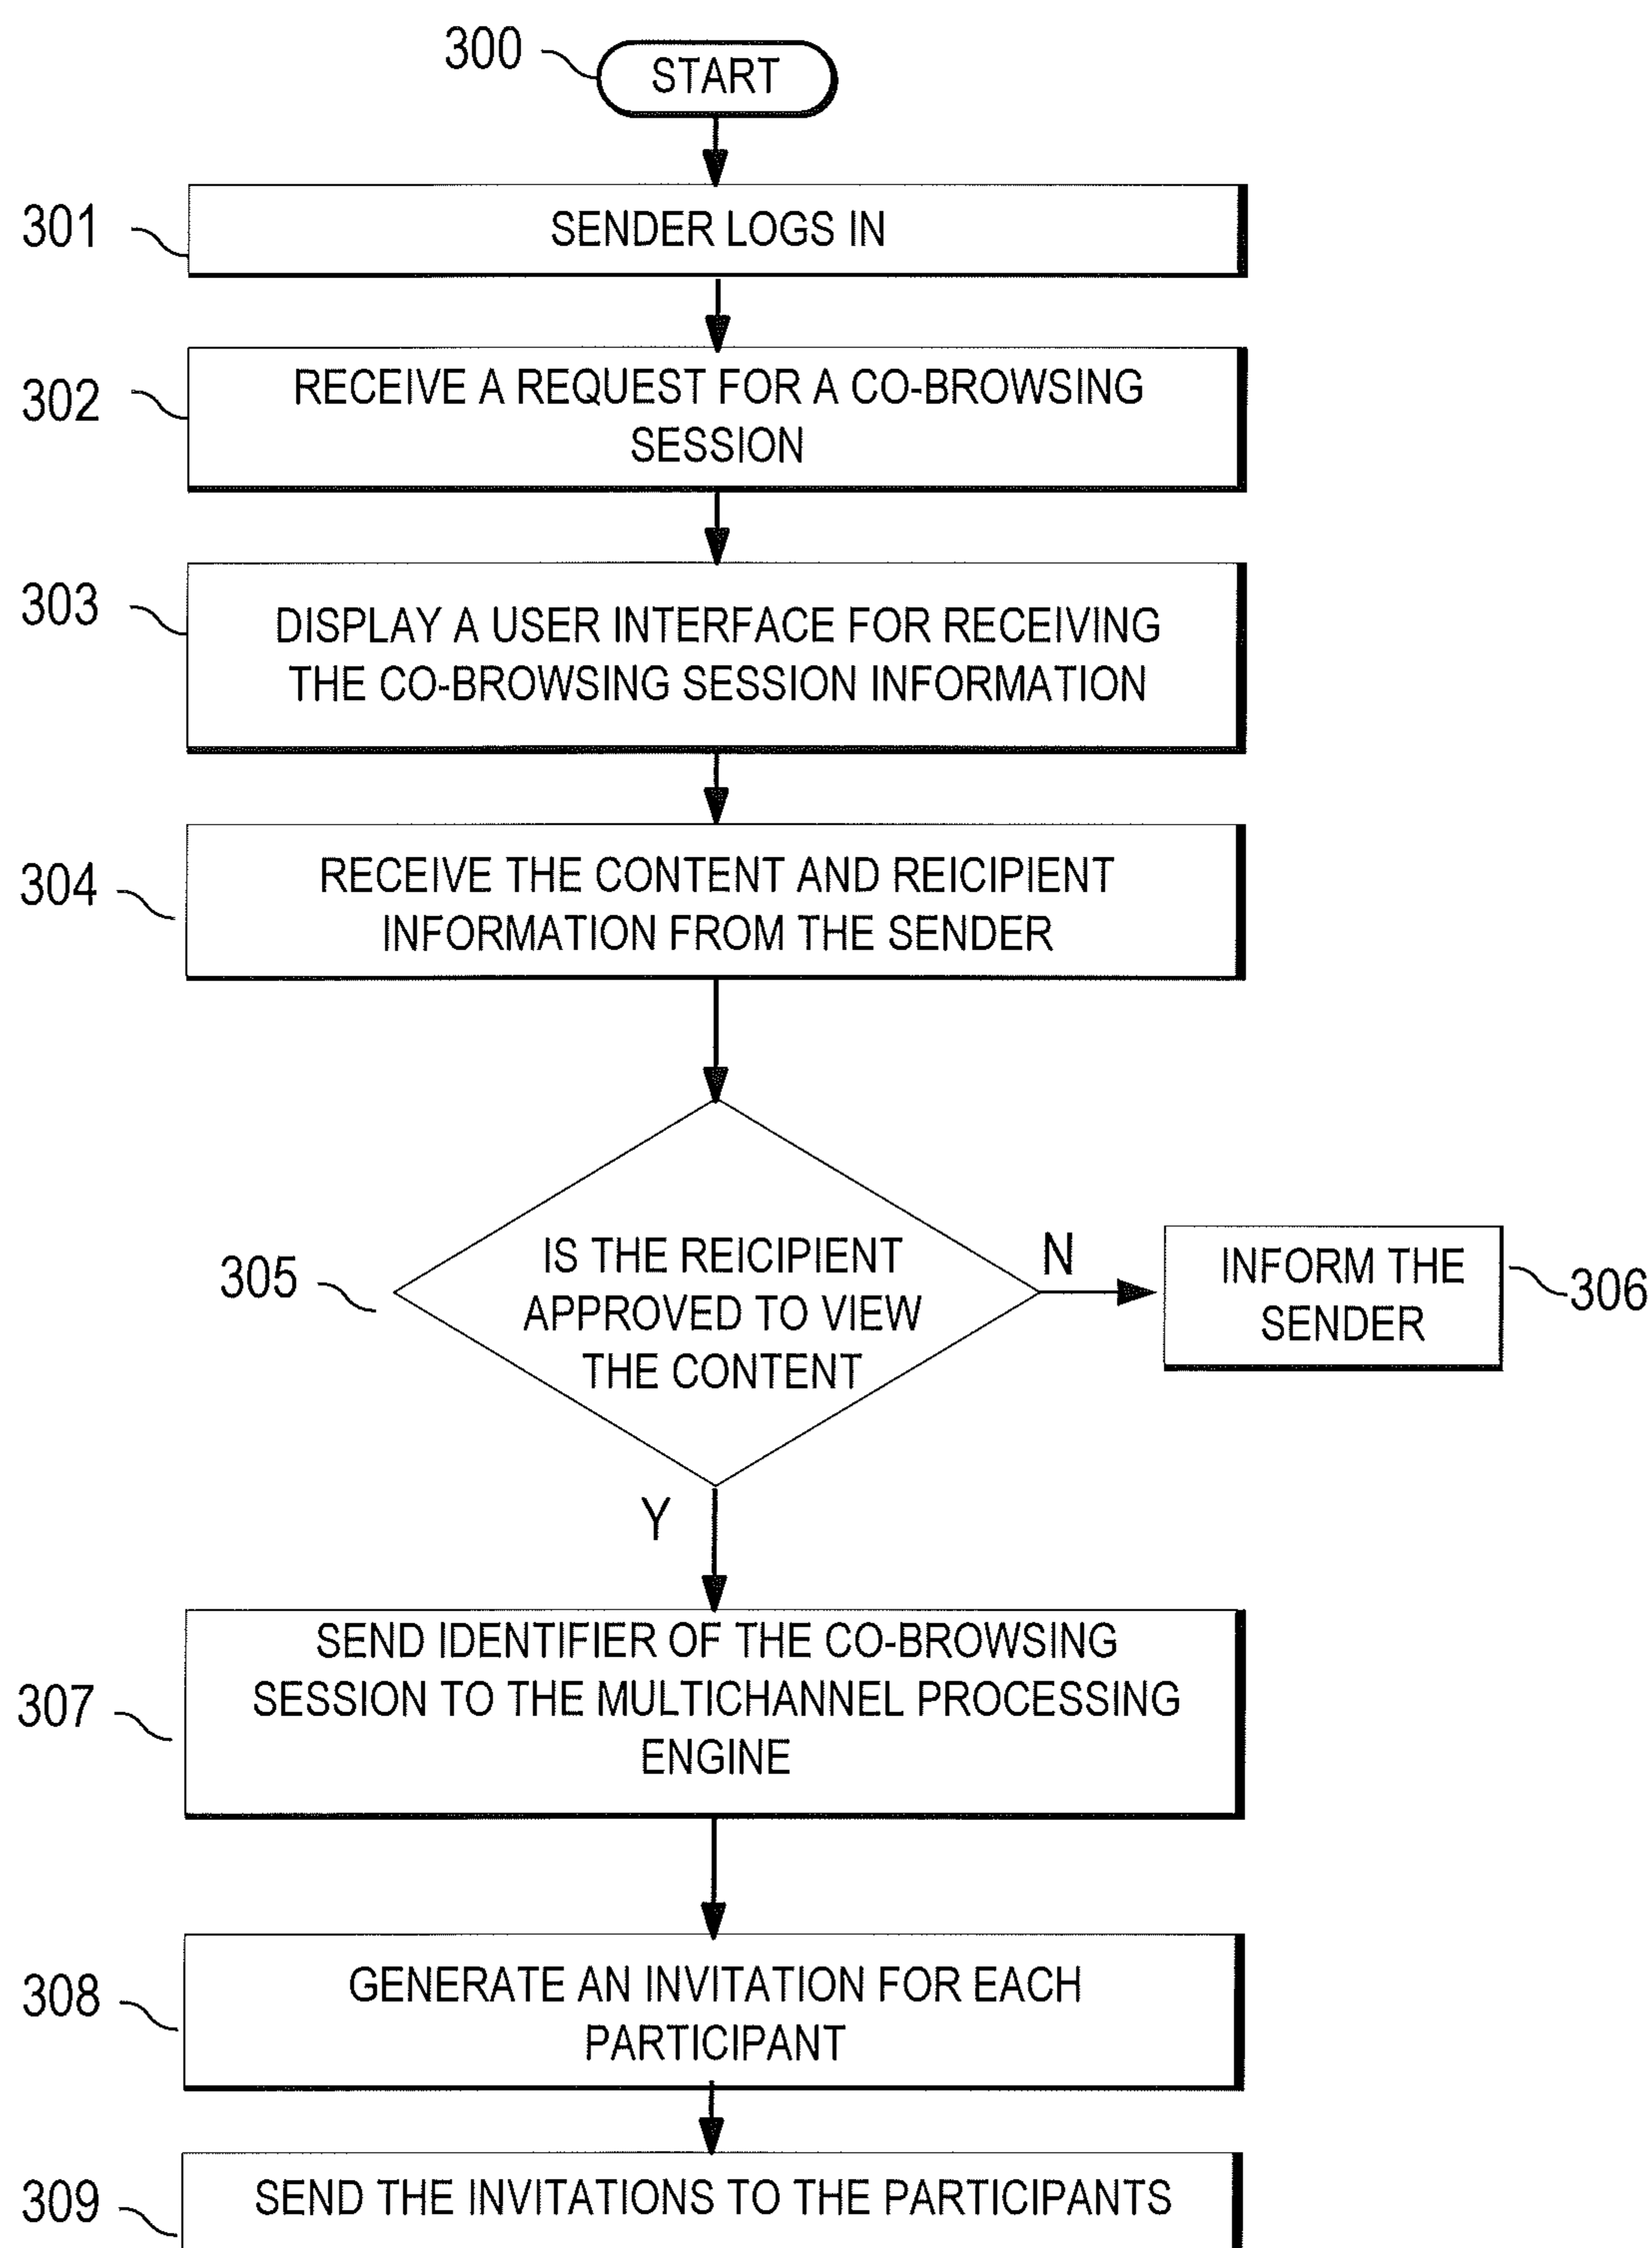 300
START
301
SENDER LOGS IN
302
RECEIVE A REQUEST FOR A CO-BROWSING
SESSION
303
DISPLAY A USER INTERFACE FOR RECEIVING
THE CO-BROWSING SESSION INFORMATION
304
RECEIVE THE CONTENT AND REICIPIENT
INFORMATION FROM THE SENDER
305
IS THE REICIPIENT
APPROVED TO VIEW
THE CONTENT
N
INFORM THE
SENDER
306
Y
307
SEND IDENTIFIER OF THE CO-BROWSING
SESSION TO THE MULTICHANNEL PROCESSING
ENGINE
308
GENERATE AN INVITATION FOR EACH
PARTICIPANT
309
SEND THE INVITATIONS TO THE PARTICIPANTS